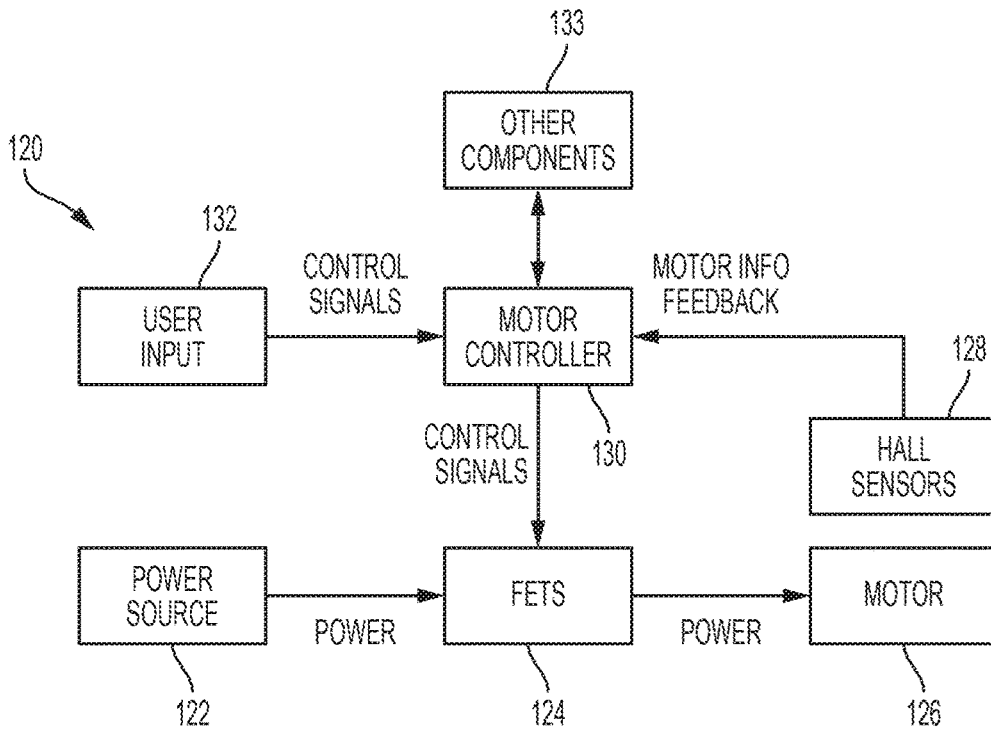 133
OTHER
COMPONENTS
120
132
CONTROL
SIGNALS
MOTOR INFO
FEEDBACK
USER
INPUT
MOTOR
CONTROLLER
128
CONTROL
SIGNALS
130
HALL
SENSORS
POWER
SOURCE
FETS
MOTOR
POWER
POWER
122
124
126